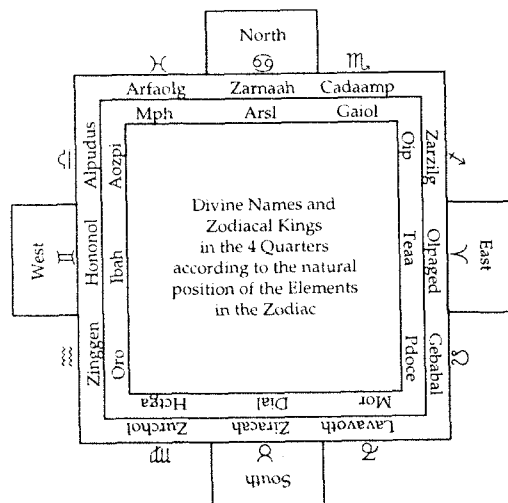 North
♓ ♋ ♏
Arfaolg Zarnaah Cadaamp
Mph Arsl Gaiol
West
♎ ♊ ♒
Alpudus Hononol Zinggen
Aozpi Ibah Oro
Divine Names and
Zodiacal Kings
in the 4 Quarters
according to the natural
position of the Elements
in the Zodiac
Oip Teaa Pdoce
Zarzilg Olpaged Gebabal
♐ ♈ ♌
East
Mor Dial Hctga
Lavavoth Ziracah Zurchol
♑ ♉ ♍
South